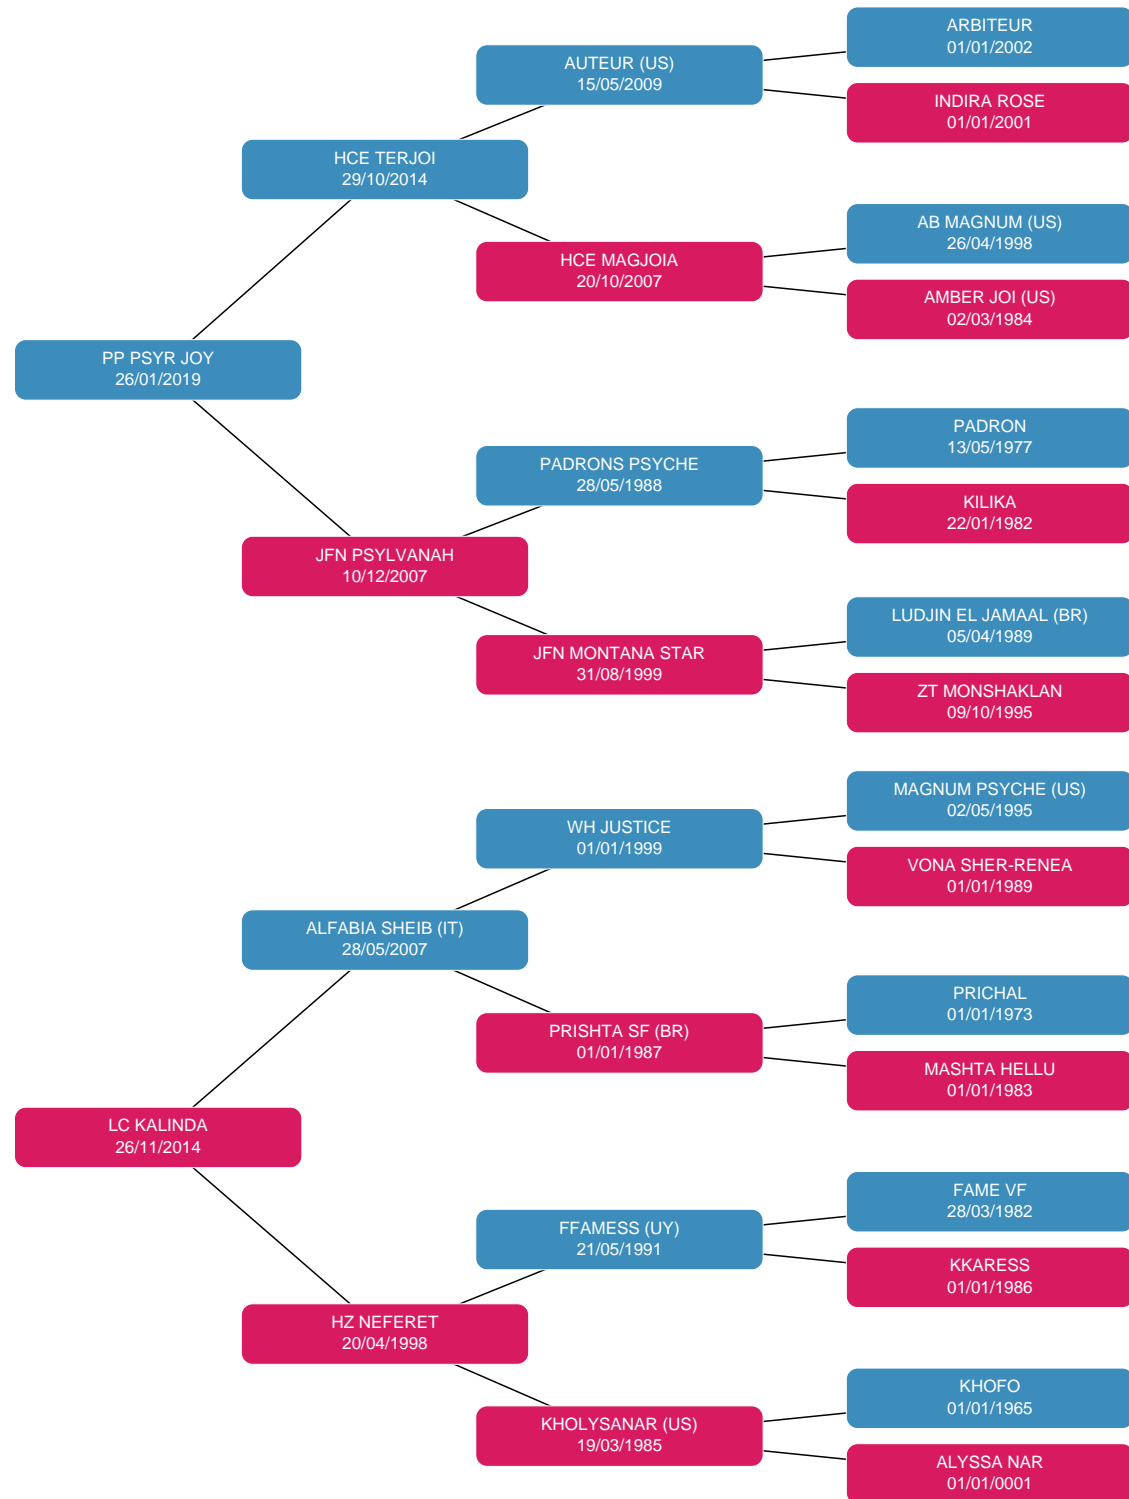 ARBITEUR
01/01/2002
AUTEUR (US)
15/05/2009
INDIRA ROSE
01/01/2001
HCE TERJOI
29/10/2014
AB MAGNUM (US)
26/04/1998
HCE MAGJOIA
20/10/2007
AMBER JOI (US)
02/03/1984
PP PSYR JOY
26/01/2019
PADRON
13/05/1977
PADRONS PSYCHE
28/05/1988
KILIKA
22/01/1982
JFN PSYLVANAH
10/12/2007
LUDJIN EL JAMAAL (BR)
05/04/1989
JFN MONTANA STAR
31/08/1999
ZT MONSHAKLAN
09/10/1995
MAGNUM PSYCHE (US)
02/05/1995
WH JUSTICE
01/01/1999
VONA SHER-RENEA
01/01/1989
ALFABIA SHEIB (IT)
28/05/2007
PRICHAL
01/01/1973
PRISHTA SF (BR)
01/01/1987
MASHTA HELLU
01/01/1983
LC KALINDA
26/11/2014
FAME VF
28/03/1982
FFAMESS (UY)
21/05/1991
KKARESS
01/01/1986
HZ NEFERET
20/04/1998
KHOFO
01/01/1965
KHOLYSANAR (US)
19/03/1985
ALYSSA NAR
01/01/0001